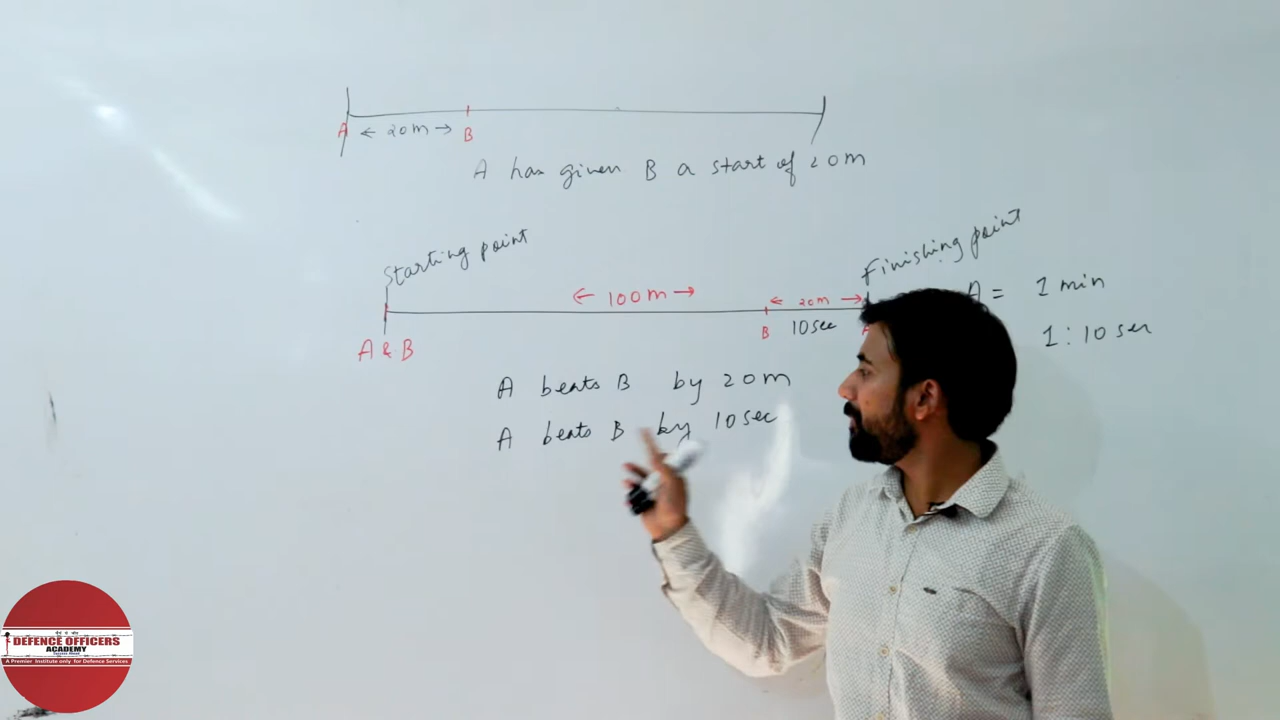 A ← 20m → B
A has given B a start of 20m
Starting point
Finishing point
← 100m →
← 20m →
A = 1 min
A & B
B
10sec
1 : 10 sec
A beats B by 20m
A beats B by 10sec
DEFENCE OFFICERS
ACADEMY
A Premier Institute only for Defence Services